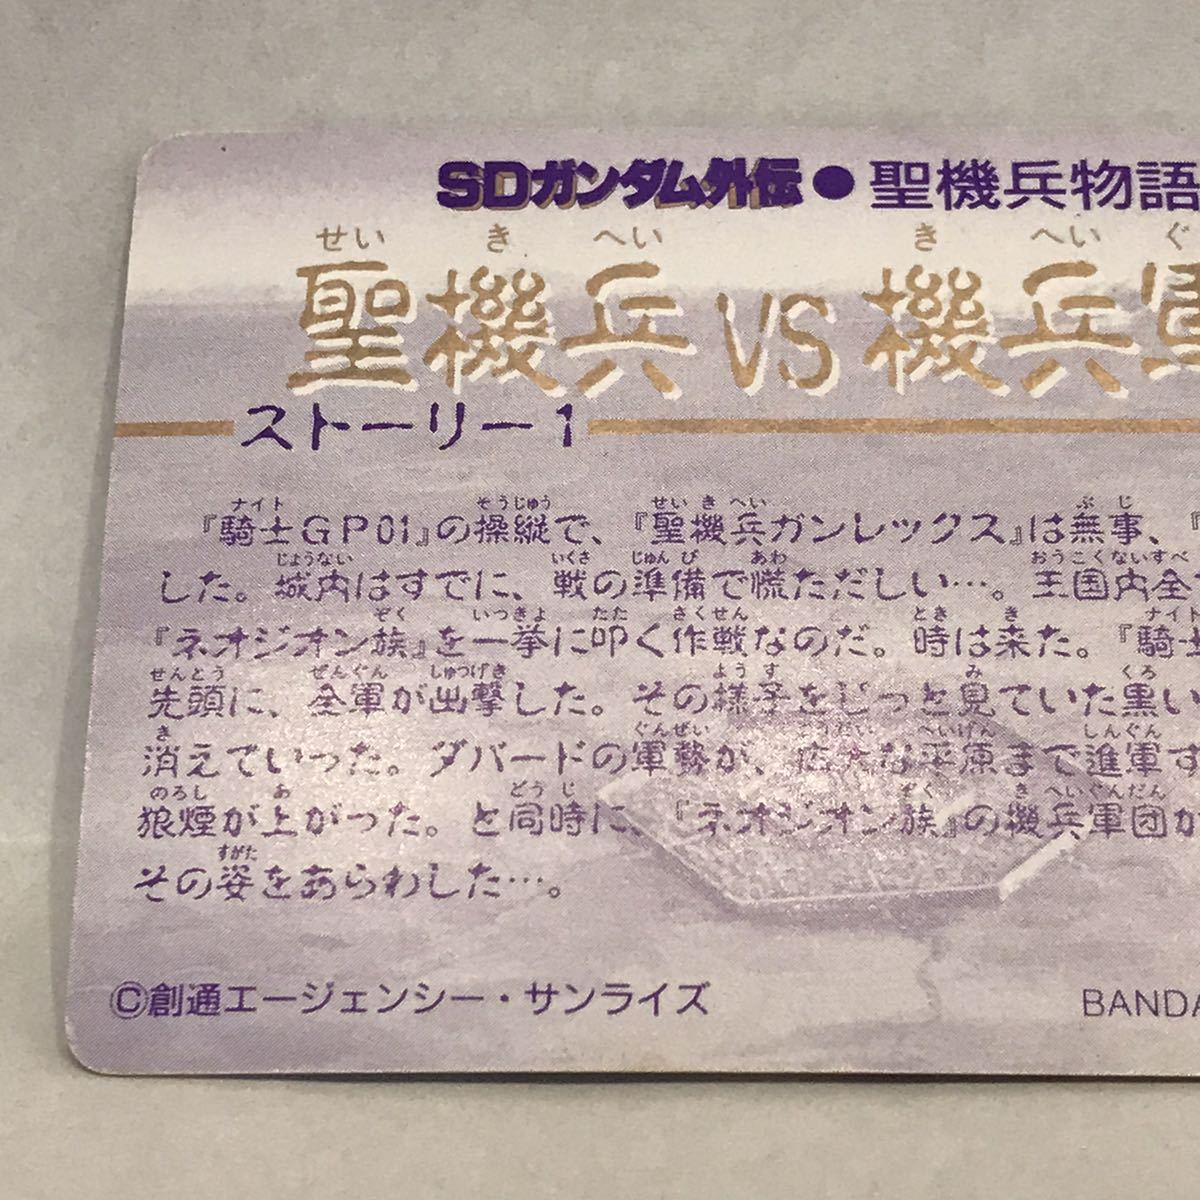 SDガンダム外伝●聖機兵物語
せい き へい き へい ぐ
聖機兵VS機兵軍
ストーリー1
ナイト そうじゅう せい き へい ぶ じ
『騎士GP01』の操縦で、『聖機兵ガンレックス』は無事、『
じょうない いくさ じゅん び あわ おうこくないすべ
した。城内はすでに、戦の準備で慌ただしい…。王国内全
ぞく いっきょ たた さくせん とき き ナイト
『ネオジオン族』を一挙に叩く作戦なのだ。時は来た。『騎士
せんとう ぜんぐん しゅつげき よう す み くろ
先頭に、全軍が出撃した。その様子をじっと見ていた黒い
き ぐんぜい こうだい へいげん しんぐん
消えていった。ダバードの軍勢が、広大な平原まで進軍す
のろし あ どう じ ぞく き へいぐんだん
狼煙が上がった。と同時に、『ネオジオン族』の機兵軍団が
すがた
その姿をあらわした…。
©創通エージェンシー・サンライズ BANDA